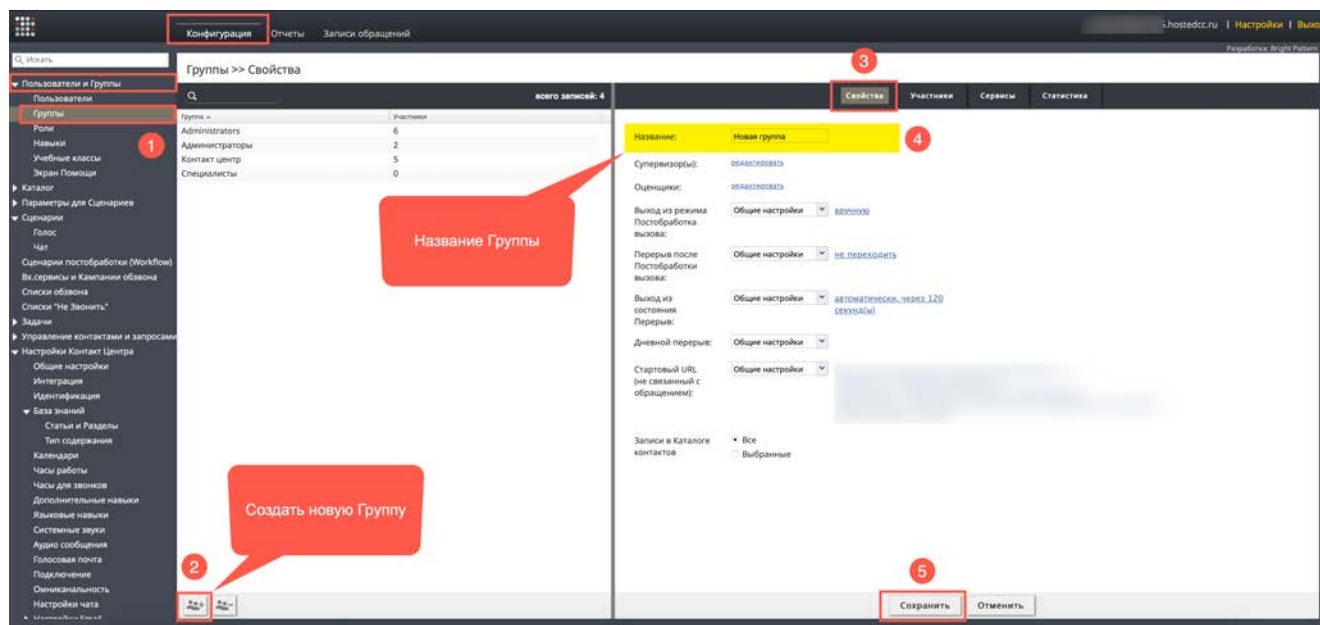 .hostedcc.ru | Настройки | Выхо
Разработка: Bright Pattern
Конфигурация Отчеты Записи обращений
Искать
Группы >> Свойства
3
Пользователи и Группы
Пользователи
Группы
Роли
Навыки
Учебные классы
Экран Помощи
Каталог
Параметры для Сценариев
Сценарии
Голос
Чат
Сценарии постобработки (Workflow)
Вх.сервисы и Кампании обзвона
Списки обзвона
Списки "Не Звонить"
Задачи
Управление контактами и запросами
Настройки Контакт Центра
Общие настройки
Интеграция
Идентификация
База знаний
Статьи и Разделы
Тип содержания
Календари
Часы работы
Часы для звонков
Дополнительные навыки
Языковые навыки
Системные звуки
Аудио сообщения
Голосовая почта
Подключение
Омниканальность
Настройки чата
Настройки Email
1
всего записей: 4
Группа Участники
Administrators 6
Администраторы 2
Контакт центр 5
Специалисты 0
Название Группы
Создать новую Группу
2
Свойства Участники Сервисы Статистика
Название: Новая группа
4
Супервизор(ы): редактировать
Оценщики: редактировать
Выход из режима Постобработка вызова: Общие настройки вручную
Перерыв после Постобработки вызова: Общие настройки не переходить
Выход из состояния Перерыв: Общие настройки автоматически, через 120 секунд(ы)
Дневной перерыв: Общие настройки
Стартовый URL (не связанный с обращением): Общие настройки
Записи в Каталоге контактов Все
Выбранные
5
Сохранить Отменить